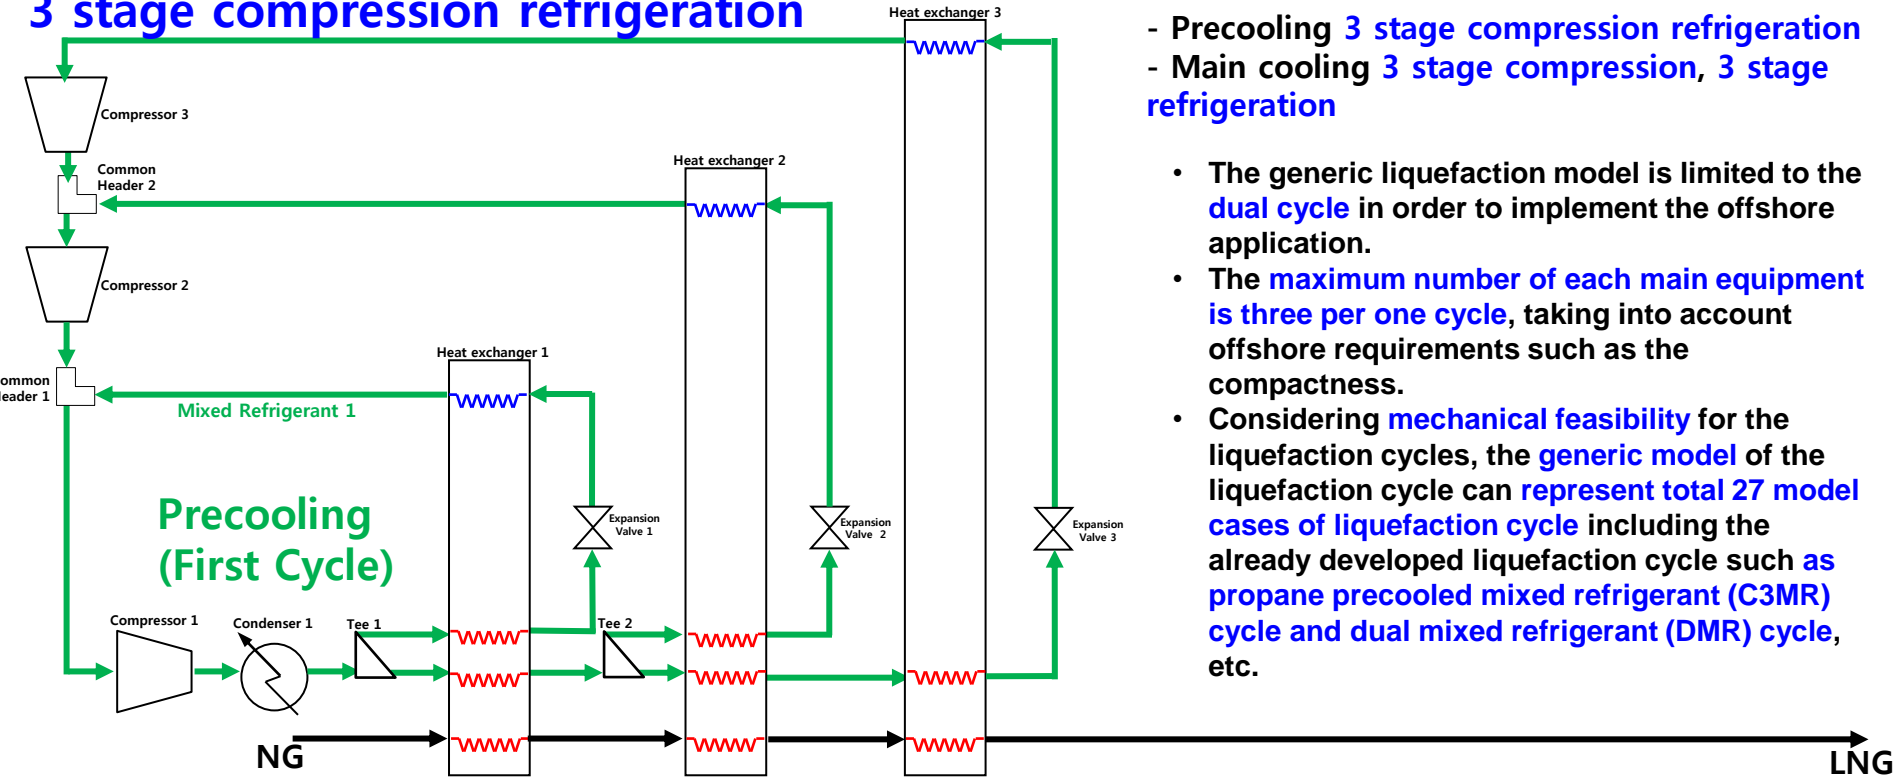 3 stage compression refrigeration
Heat exchanger 3
Compressor 3
Common
Header 2
Heat exchanger 2
Compressor 2
Heat exchanger 1
ommon
eader 1
Mixed Refrigerant 1
Precooling
(First Cycle)
Expansion
Valve 1
Expansion
Valve 2
Expansion
Valve 3
Compressor 1
Condenser 1
Tee 1
Tee 2
NG
LNG
- Precooling 3 stage compression refrigeration
- Main cooling 3 stage compression, 3 stage
refrigeration
• The generic liquefaction model is limited to the
dual cycle in order to implement the offshore
application.
• The maximum number of each main equipment
is three per one cycle, taking into account
offshore requirements such as the
compactness.
• Considering mechanical feasibility for the
liquefaction cycles, the generic model of the
liquefaction cycle can represent total 27 model
cases of liquefaction cycle including the
already developed liquefaction cycle such as
propane precooled mixed refrigerant (C3MR)
cycle and dual mixed refrigerant (DMR) cycle,
etc.